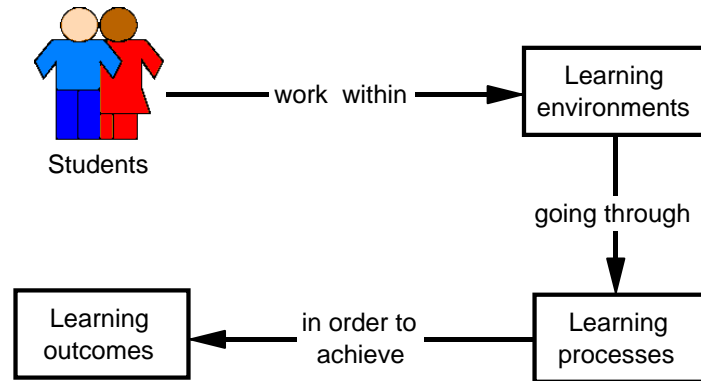 work within
Learning
environments
Students
going through
Learning
processes
in order to
achieve
Learning
outcomes